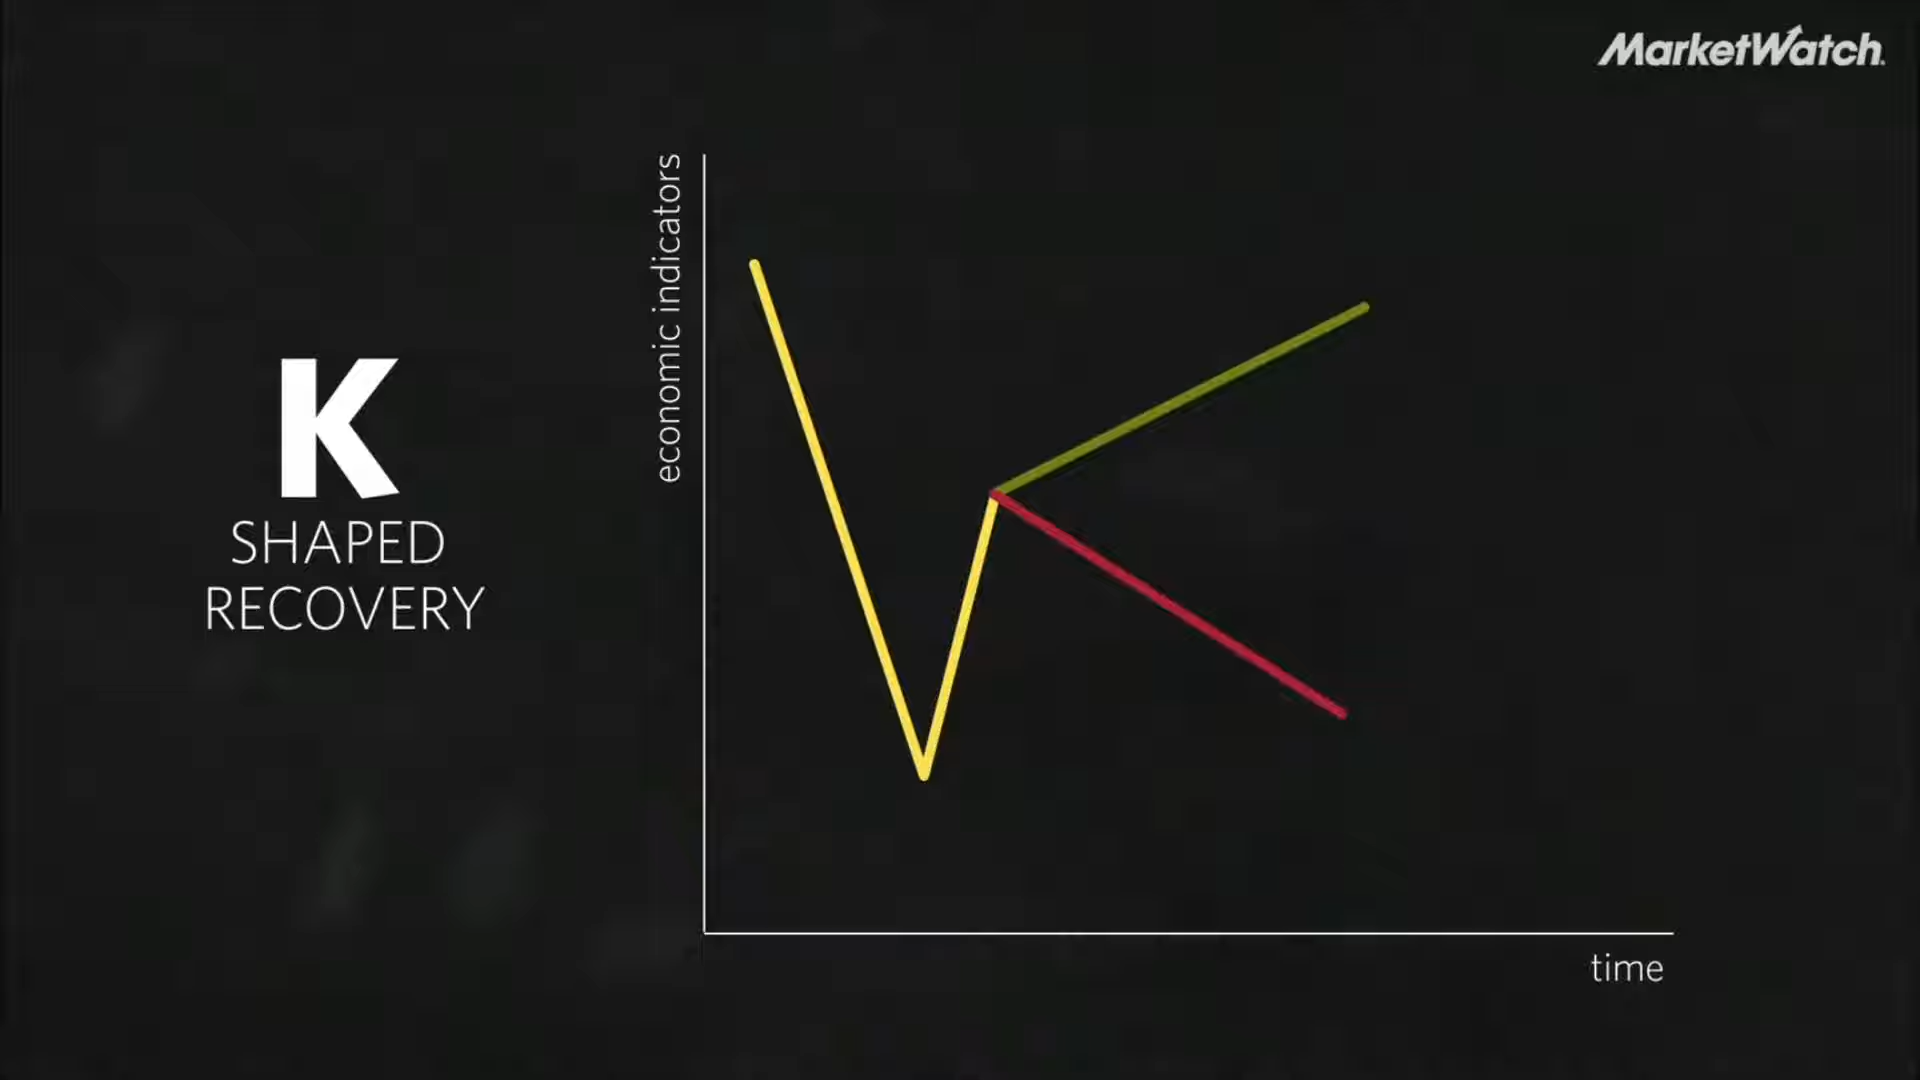 MarketWatch
economic indicators
K
SHAPED
RECOVERY
time